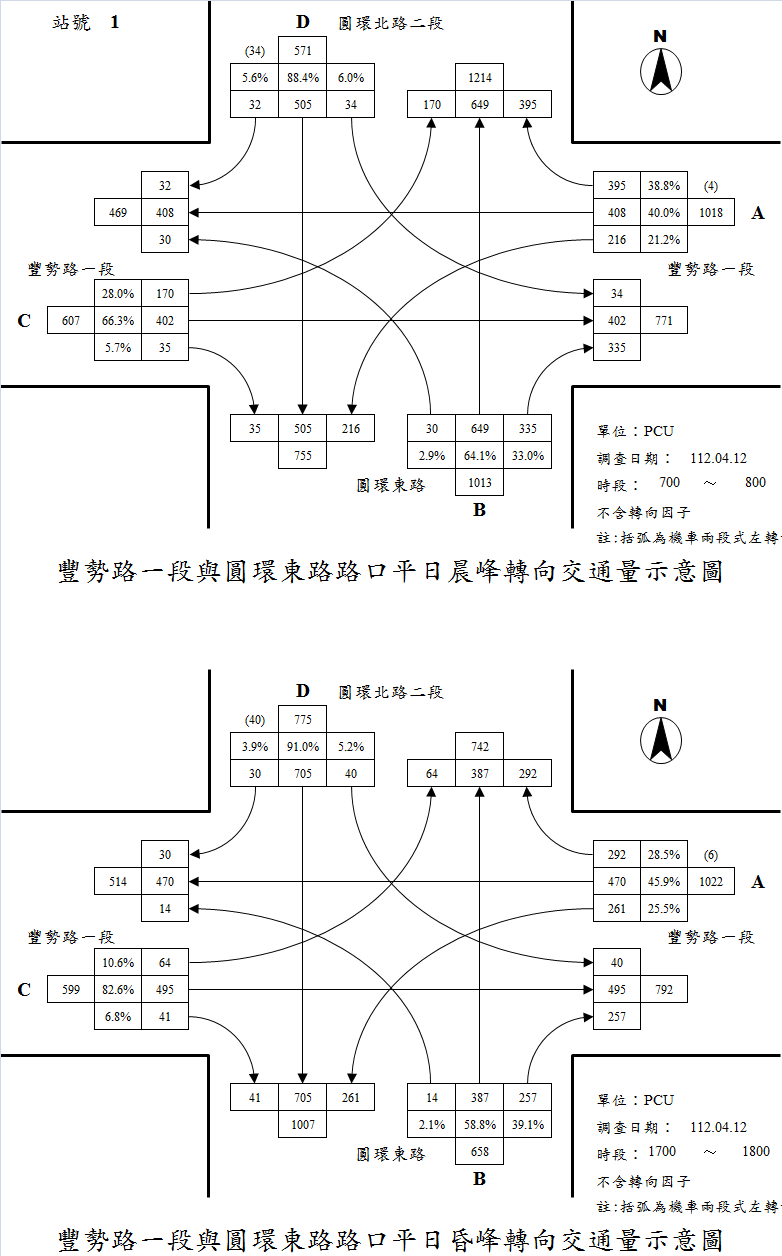 站號 1
D 圓環北路二段
N
(34) 571
5.6% 88.4% 6.0%
32 505 34
1214
170 649 395
32
469 408
30
395 38.8% (4)
408 40.0% 1018 A
216 21.2%
豐勢路一段
豐勢路一段
28.0% 170
C 607 66.3% 402
5.7% 35
34
402 771
335
35 505 216
755
30 649 335
2.9% 64.1% 33.0%
1013
圓環東路
B
單位：PCU
調查日期： 112.04.12
時段： 700 ～ 800
不含轉向因子
註:括弧為機車兩段式左轉
豐勢路一段與圓環東路路口平日晨峰轉向交通量示意圖
D 圓環北路二段
N
(40) 775
3.9% 91.0% 5.2%
30 705 40
742
64 387 292
30
514 470
14
292 28.5% (6)
470 45.9% 1022 A
261 25.5%
豐勢路一段
豐勢路一段
10.6% 64
C 599 82.6% 495
6.8% 41
40
495 792
257
41 705 261
1007
14 387 257
2.1% 58.8% 39.1%
658
圓環東路
B
單位：PCU
調查日期： 112.04.12
時段： 1700 ～ 1800
不含轉向因子
註:括弧為機車兩段式左轉
豐勢路一段與圓環東路路口平日昏峰轉向交通量示意圖